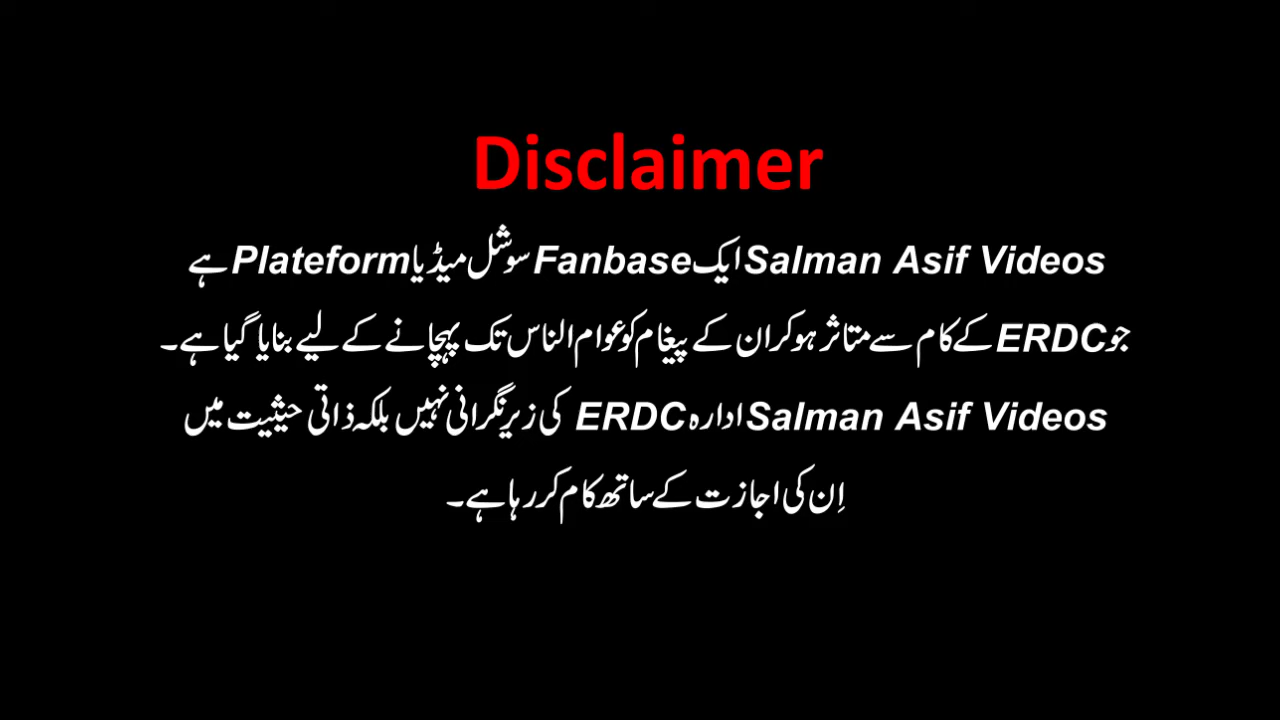 Disclaimer
Salman Asif Videos ایک Fanbase سوشل میڈیا Plateform ہے
جو ERDC کے کام سے متاثر ہو کر ان کے پیغام کو عوام الناس تک پہچانے کے لیے بنایا گیا ہے۔
Salman Asif Videos ادارہ ERDC کی زیرِ نگرانی نہیں بلکہ ذاتی حیثیت میں
اِن کی اجازت کے ساتھ کام کر رہا ہے۔